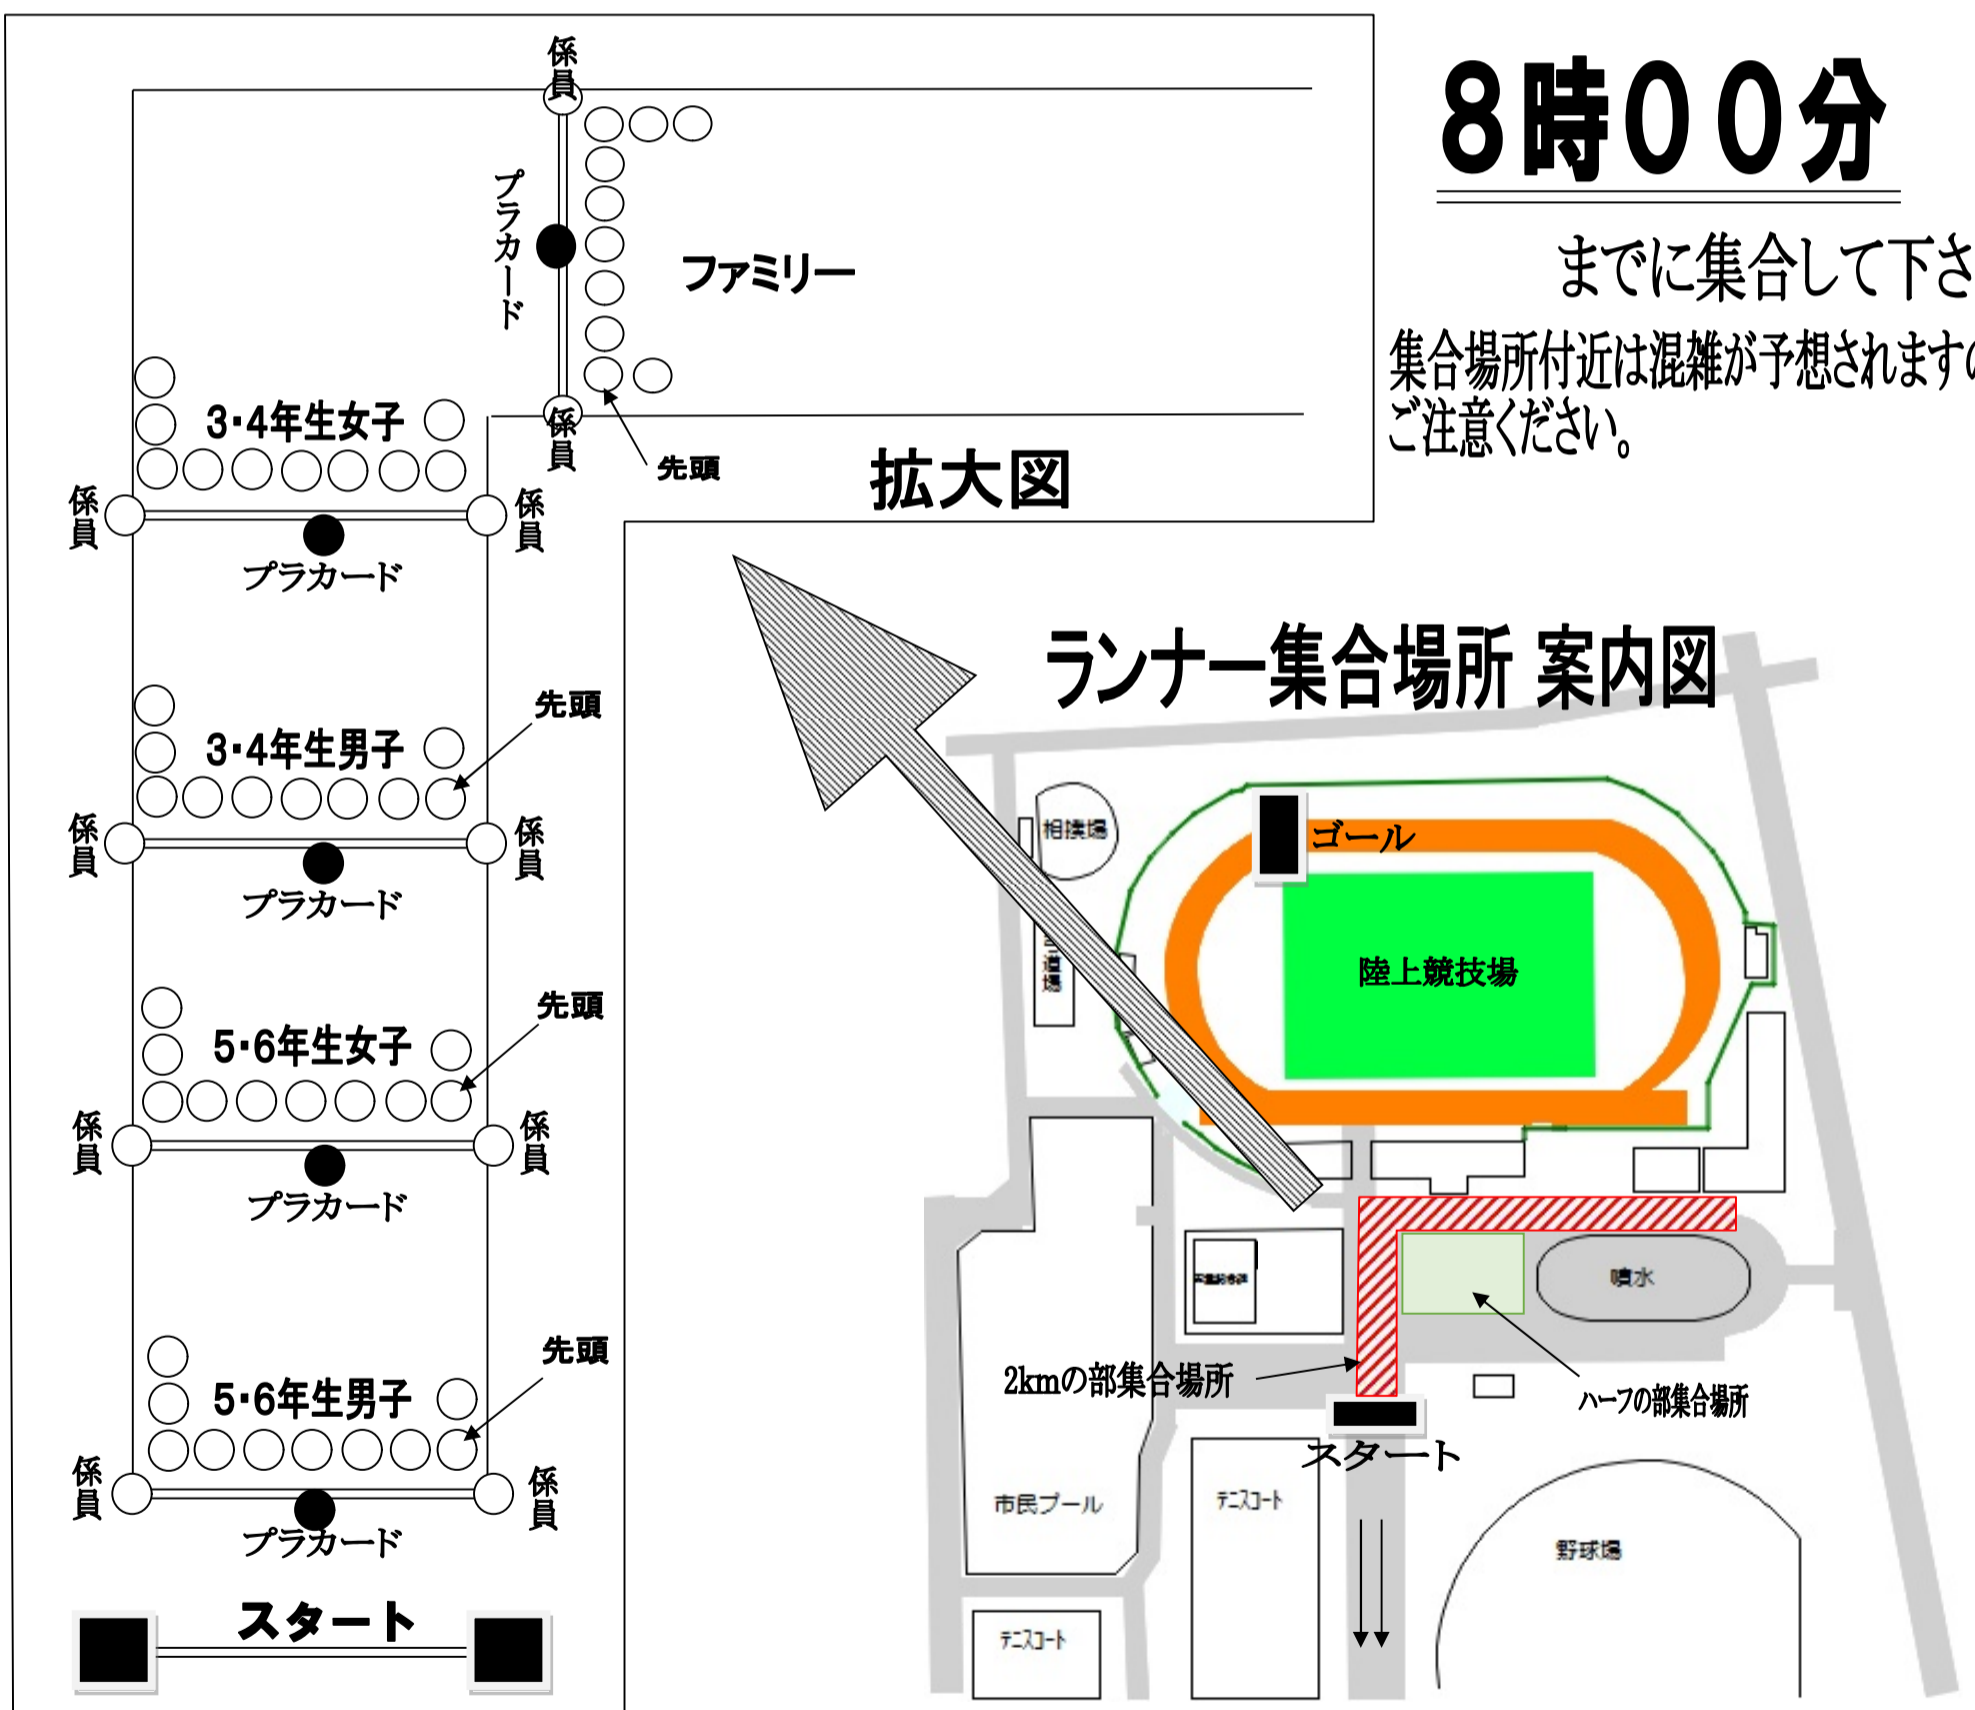 係員
プラカード
ファミリー
係員
先頭
拡大図
3・4年生女子
係員
係員
プラカード
先頭
3・4年生男子
係員
係員
プラカード
先頭
5・6年生女子
係員
係員
プラカード
先頭
5・6年生男子
係員
係員
プラカード
スタート
8時00分
までに集合して下さ
集合場所付近は混雑が予想されますの
ご注意ください。
ランナー集合場所 案内図
相撲場
ゴール
道場
陸上競技場
噴水
2kmの部集合場所
ハーフの部集合場所
スタート
市民プール
テニスコート
野球場
テニスコート